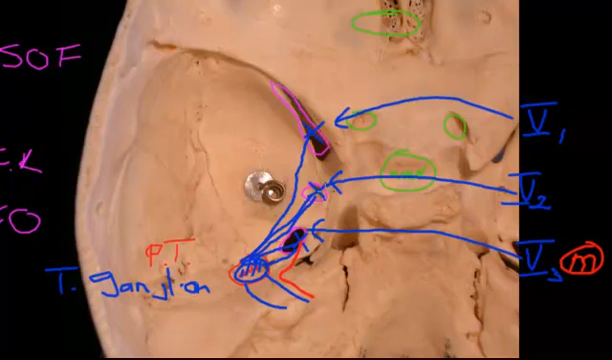 SOF
V₁
F.R
V₂
FO
P.T
T. ganglion
V₃ m